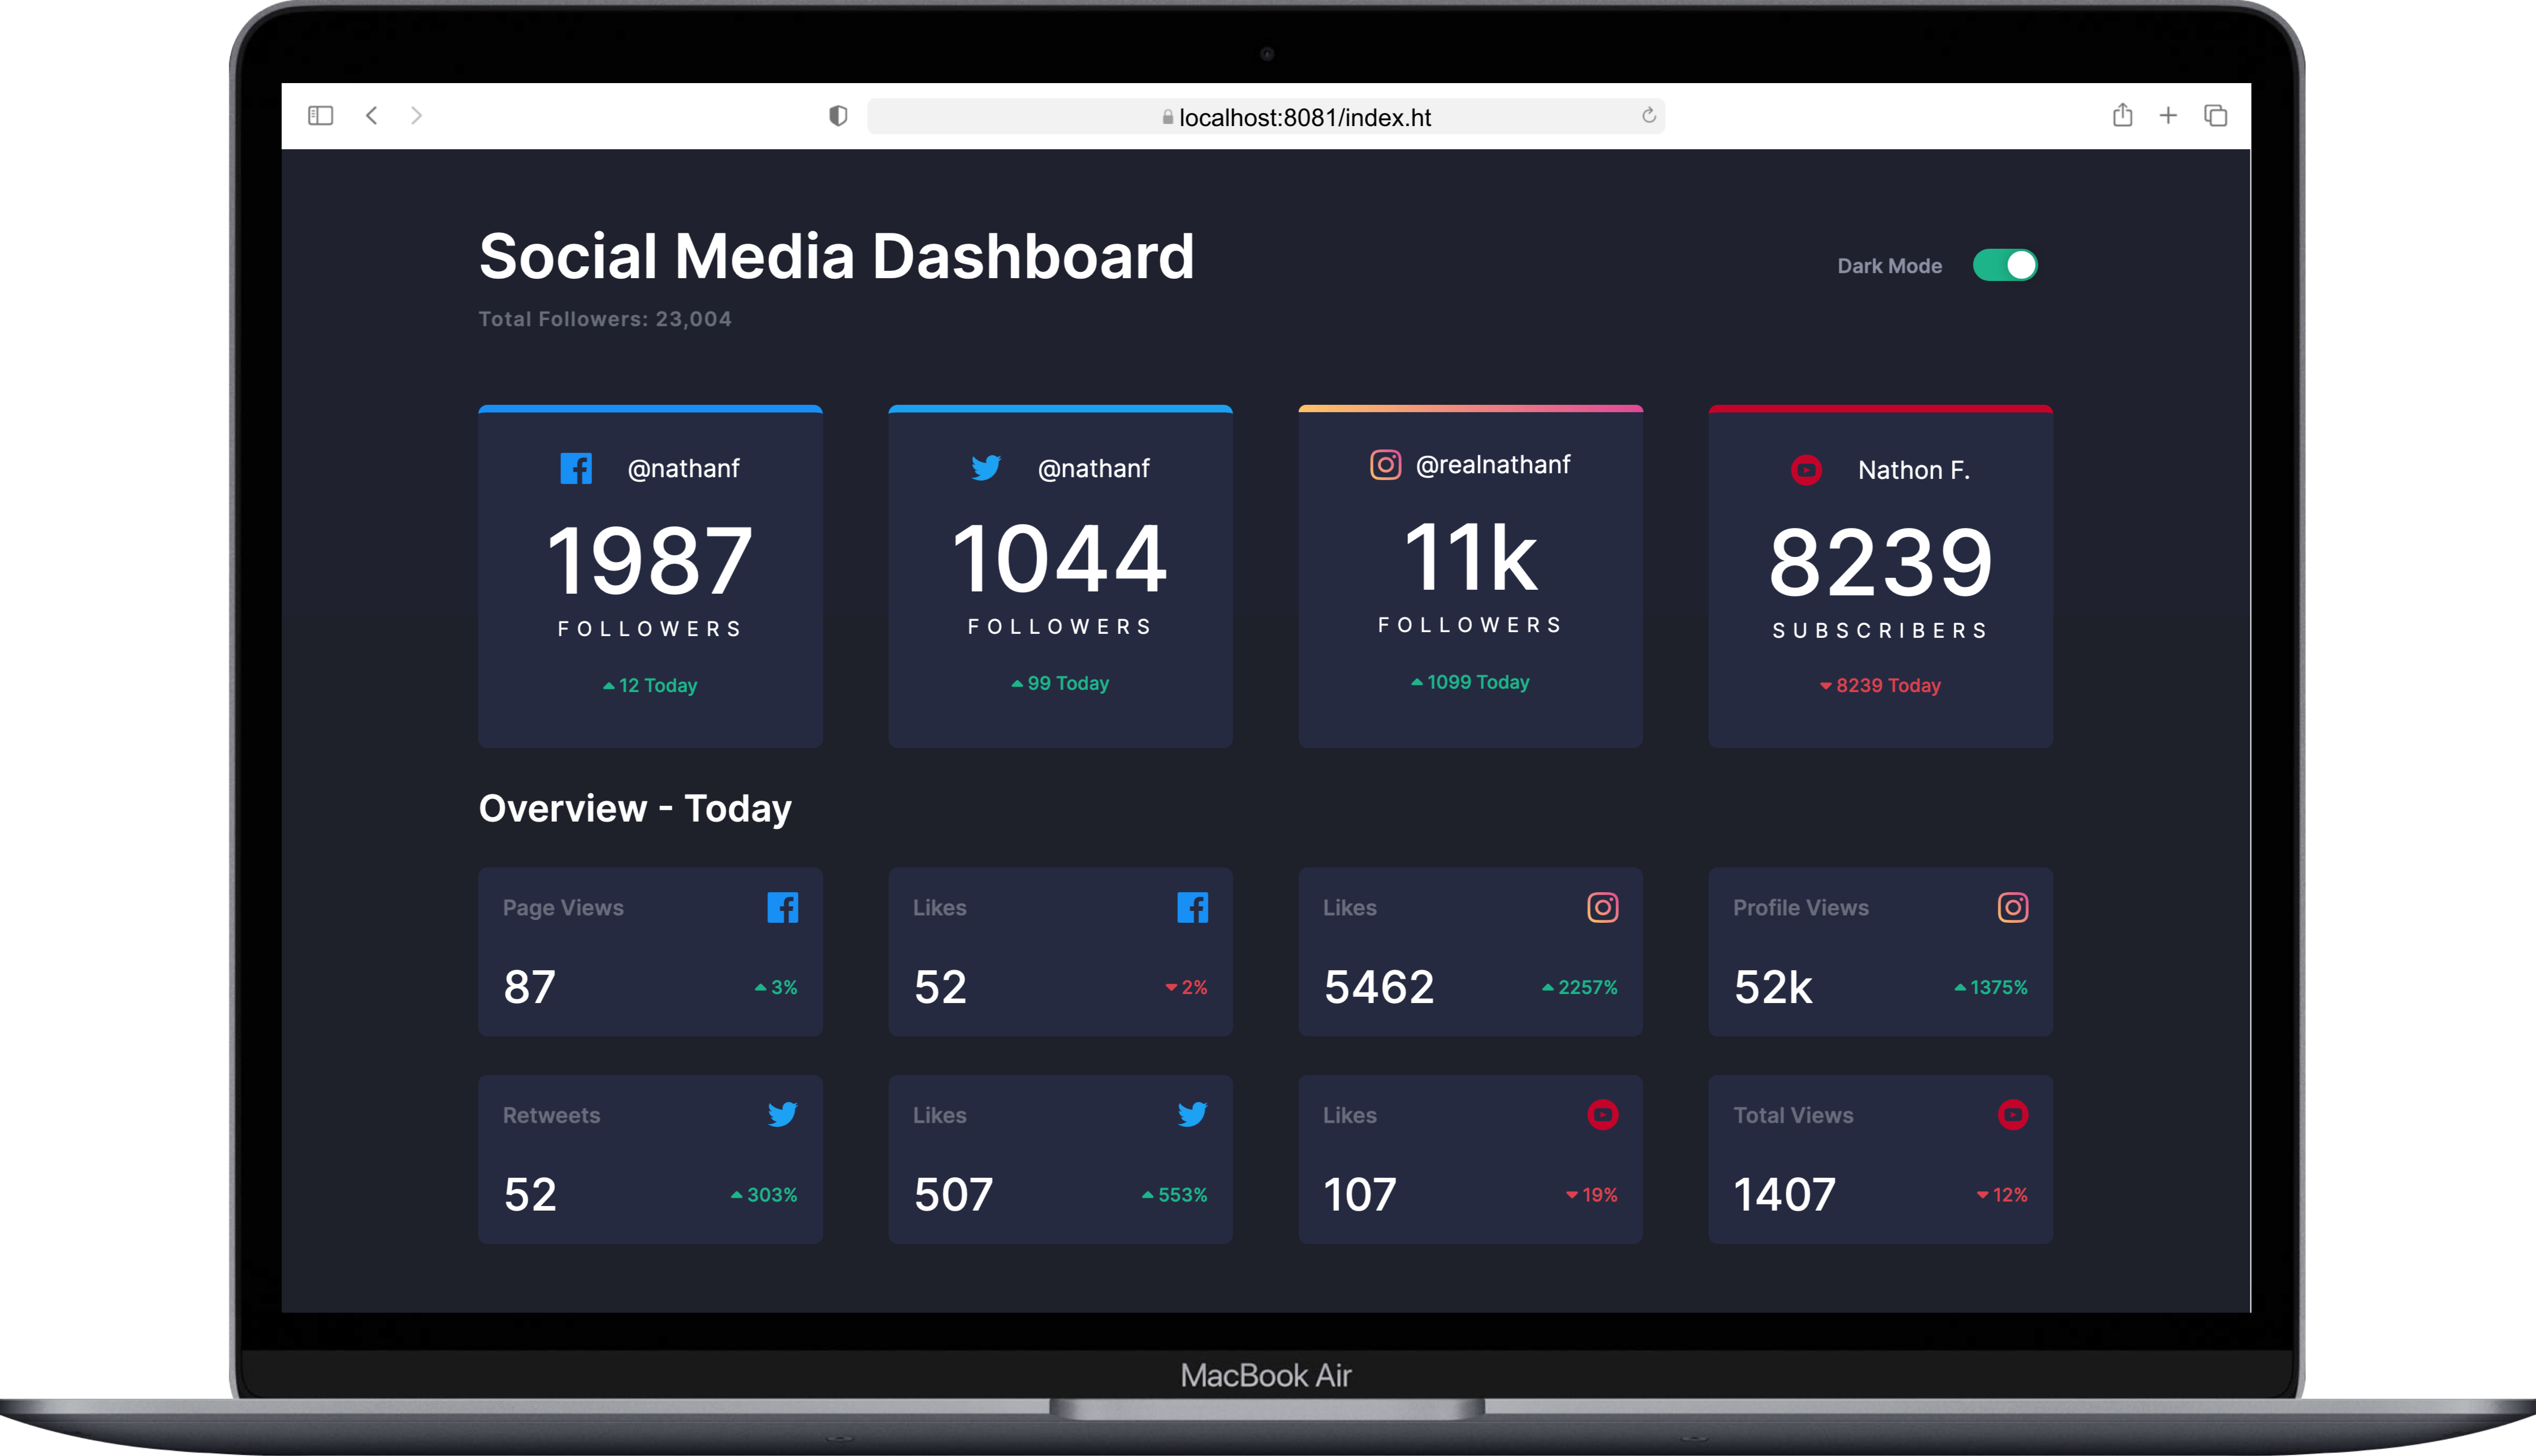 localhost:8081/index.ht
Social Media Dashboard
Dark Mode
Total Followers: 23,004
@nathanf
1987
FOLLOWERS
12 Today
@nathanf
1044
FOLLOWERS
99 Today
@realnathanf
11k
FOLLOWERS
1099 Today
Nathon F.
8239
SUBSCRIBERS
8239 Today
Overview - Today
Page Views
87
3%
Likes
52
2%
Likes
5462
2257%
Profile Views
52k
1375%
Retweets
52
303%
Likes
507
553%
Likes
107
19%
Total Views
1407
12%
MacBook Air